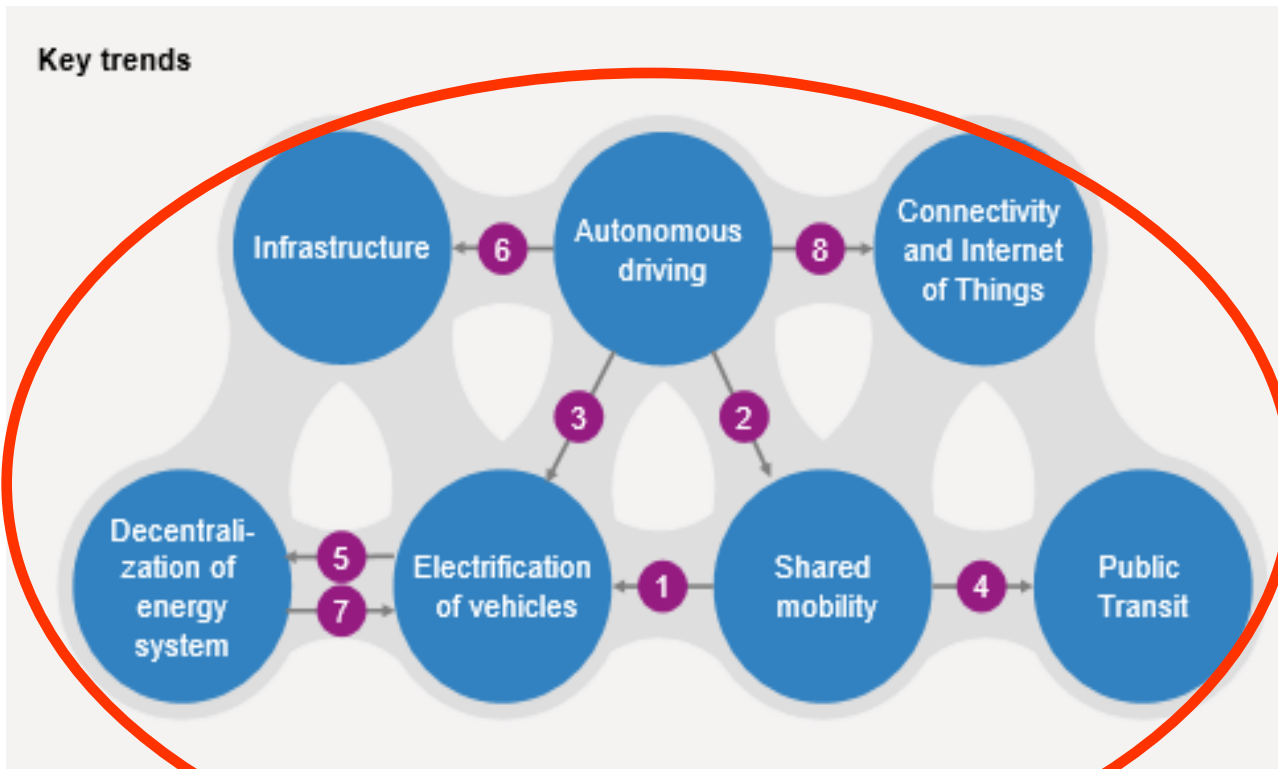 Key trends
Infrastructure
6
Autonomous
driving
8
Connectivity
and Internet
of Things
3
2
Decentrali-
zation of
energy
system
5
7
Electrification
of vehicles
1
Shared
mobility
4
Public
Transit